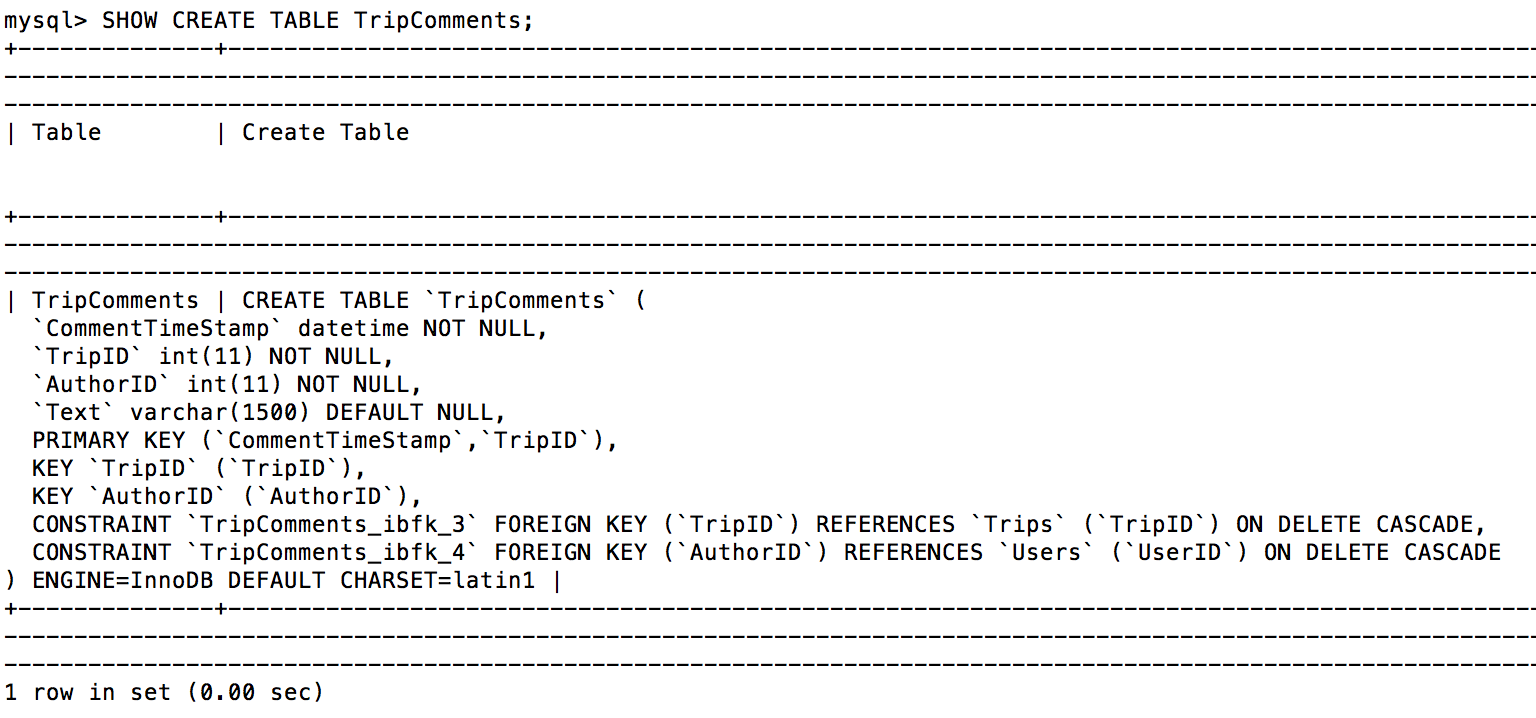 mysql> SHOW CREATE TABLE TripComments;
+--------------+---------------------------------------------------------------------------------------------
--------------------------------------------------------------------------------------------------------------
--------------------------------------------------------------------------------------------------------------
| Table        | Create Table
+--------------+---------------------------------------------------------------------------------------------
--------------------------------------------------------------------------------------------------------------
--------------------------------------------------------------------------------------------------------------
| TripComments | CREATE TABLE `TripComments` (
  `CommentTimeStamp` datetime NOT NULL,
  `TripID` int(11) NOT NULL,
  `AuthorID` int(11) NOT NULL,
  `Text` varchar(1500) DEFAULT NULL,
  PRIMARY KEY (`CommentTimeStamp`,`TripID`),
  KEY `TripID` (`TripID`),
  KEY `AuthorID` (`AuthorID`),
  CONSTRAINT `TripComments_ibfk_3` FOREIGN KEY (`TripID`) REFERENCES `Trips` (`TripID`) ON DELETE CASCADE,
  CONSTRAINT `TripComments_ibfk_4` FOREIGN KEY (`AuthorID`) REFERENCES `Users` (`UserID`) ON DELETE CASCADE
) ENGINE=InnoDB DEFAULT CHARSET=latin1 |
+--------------+---------------------------------------------------------------------------------------------
--------------------------------------------------------------------------------------------------------------
--------------------------------------------------------------------------------------------------------------
1 row in set (0.00 sec)